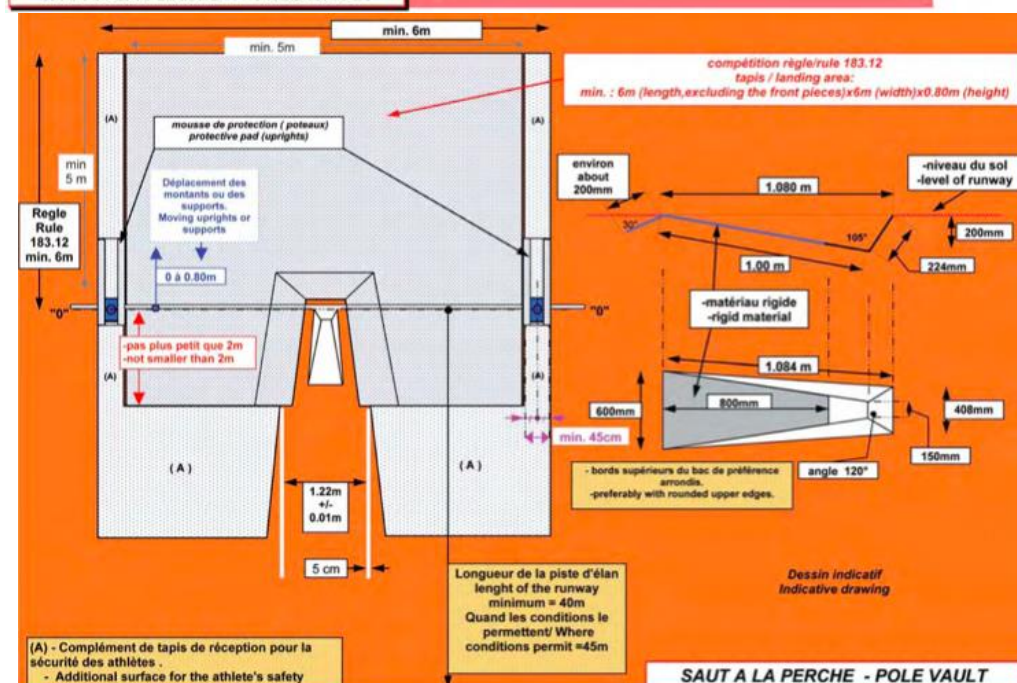 min. 6m
min. 5m
compétition règle/rule 183.12
tapis / landing area:
min. : 6m (length,excluding the front pieces)x6m (width)x0.80m (height)
(A)
(A)
mousse de protection ( poteaux)
protective pad (uprights)
min
5 m
Déplacement des
montants ou des
supports.
Moving uprights or
supports
Regle
Rule
183.12
min. 6m
0 à 0.80m
"0"
"0"
-pas plus petit que 2m
-not smaller than 2m
(A)
(A)
min. 45cm
( A )
( A )
1.22m
+/-
0.01m
5 cm
environ
about
200mm
1.080 m
-niveau du sol
-level of runway
30°
105°
200mm
1.00 m
224mm
-matériau rigide
-rigid material
1.084 m
600mm
800mm
408mm
150mm
angle 120°
- bords supérieurs du bac de préférence
arrondis.
-preferably with rounded upper edges.
Longueur de la piste d'élan
lenght of the runway
minimum = 40m
Quand les conditions le
permettent/ Where
conditions permit =45m
Dessin indicatif
Indicative drawing
(A) - Complément de tapis de réception pour la
sécurité des athlètes .
- Additional surface for the athlete's safety
SAUT A LA PERCHE - POLE VAULT